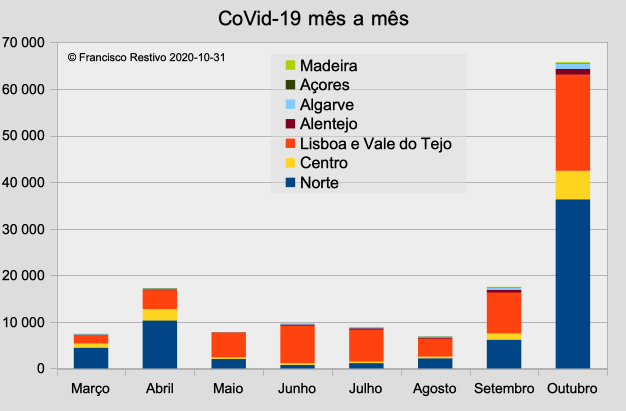 CoVid-19 mês a mês
70 000
© Francisco Restivo 2020-10-31
Madeira
Açores
Algarve
Alentejo
Lisboa e Vale do Tejo
Centro
Norte
60 000
50 000
40 000
30 000
20 000
10 000
0
Março Abril Maio Junho Julho Agosto Setembro Outubro